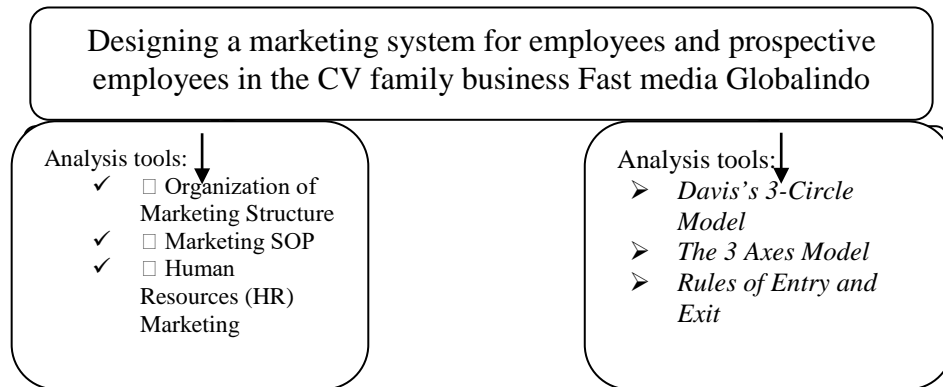 Designing a marketing system for employees and prospective
employees in the CV family business Fast media Globalindo
Analysis tools:
✓ □ Organization of
Marketing Structure
✓ □ Marketing SOP
✓ □ Human
Resources (HR)
Marketing
Analysis tools:
➢ Davis's 3-Circle
Model
➢ The 3 Axes Model
➢ Rules of Entry and
Exit